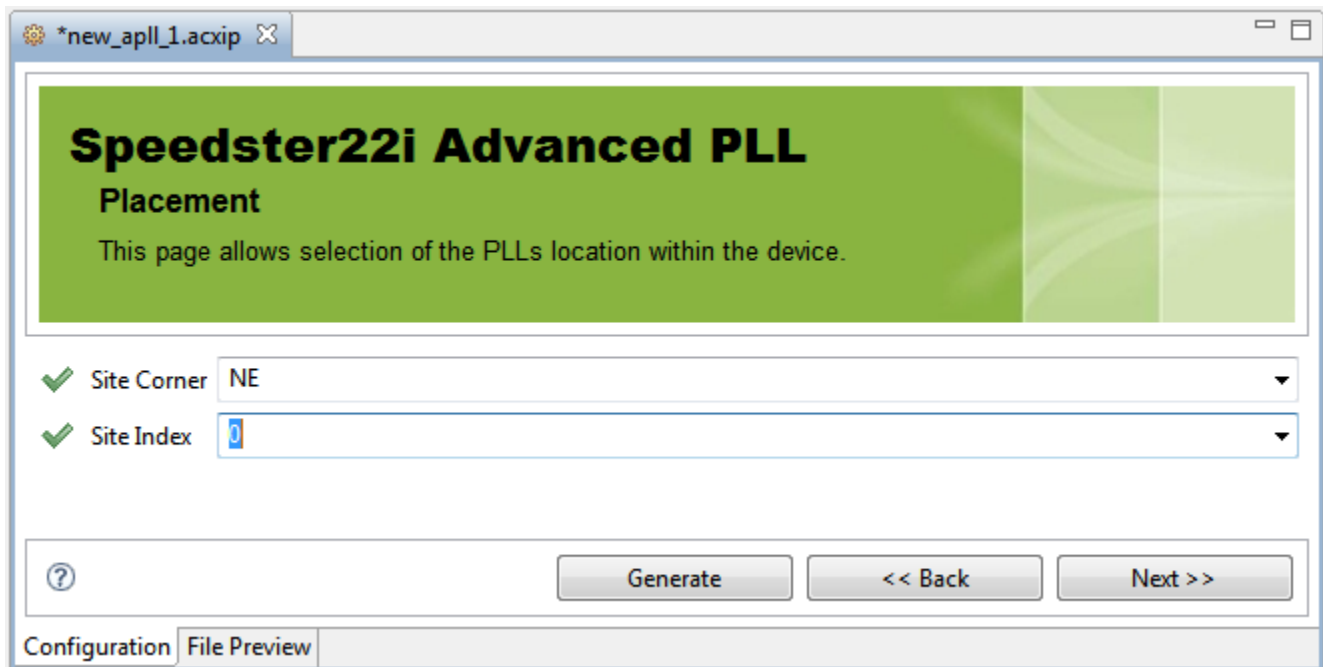 *new_apll_1.acxip
Speedster22i Advanced PLL
Placement
This page allows selection of the PLLs location within the device.
Site Corner NE
Site Index 0
? Generate << Back Next >>
Configuration File Preview